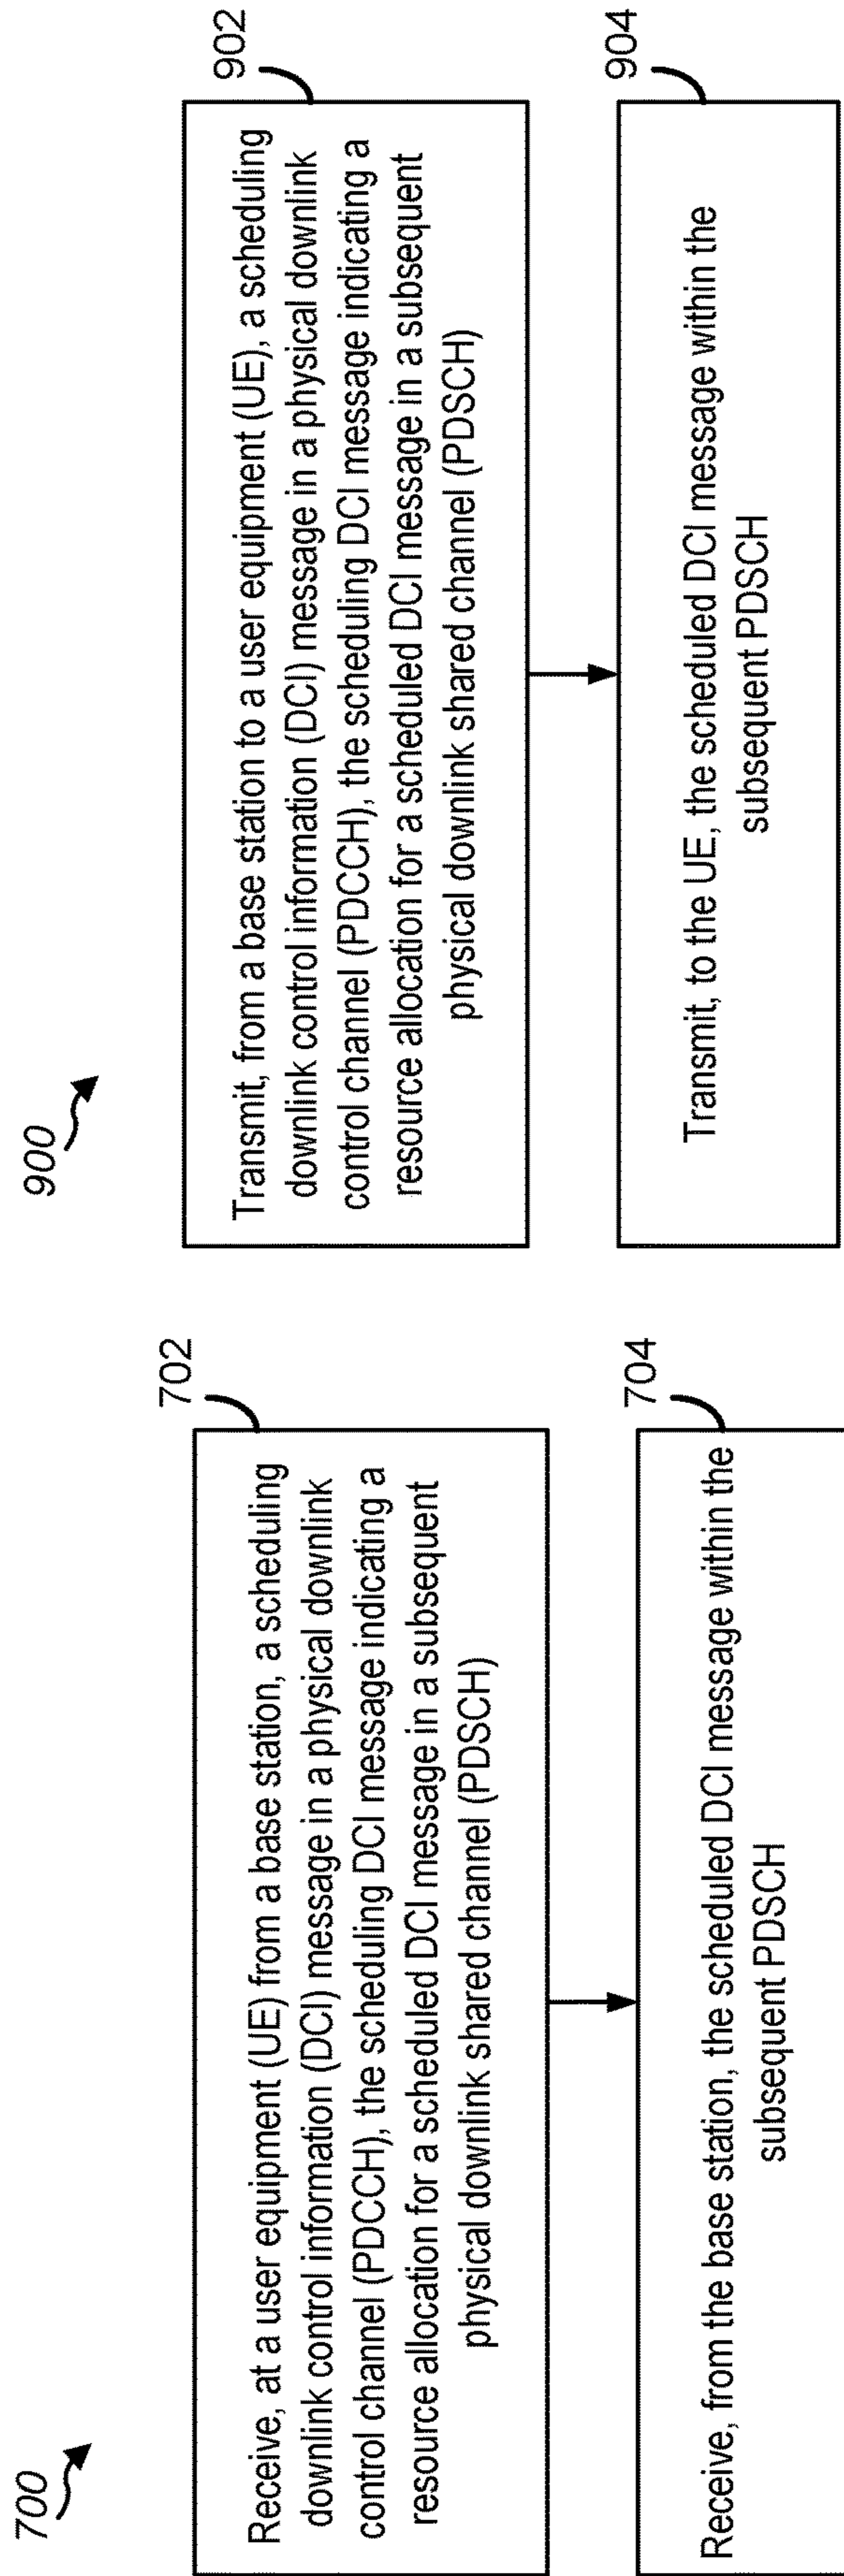 700
702
Receive, at a user equipment (UE) from a base station, a scheduling
downlink control information (DCI) message in a physical downlink
control channel (PDCCH), the scheduling DCI message indicating a
resource allocation for a scheduled DCI message in a subsequent
physical downlink shared channel (PDSCH)
704
Receive, from the base station, the scheduled DCI message within the
subsequent PDSCH
900
902
Transmit, from a base station to a user equipment (UE), a scheduling
downlink control information (DCI) message in a physical downlink
control channel (PDCCH), the scheduling DCI message indicating a
resource allocation for a scheduled DCI message in a subsequent
physical downlink shared channel (PDSCH)
904
Transmit, to the UE, the scheduled DCI message within the
subsequent PDSCH